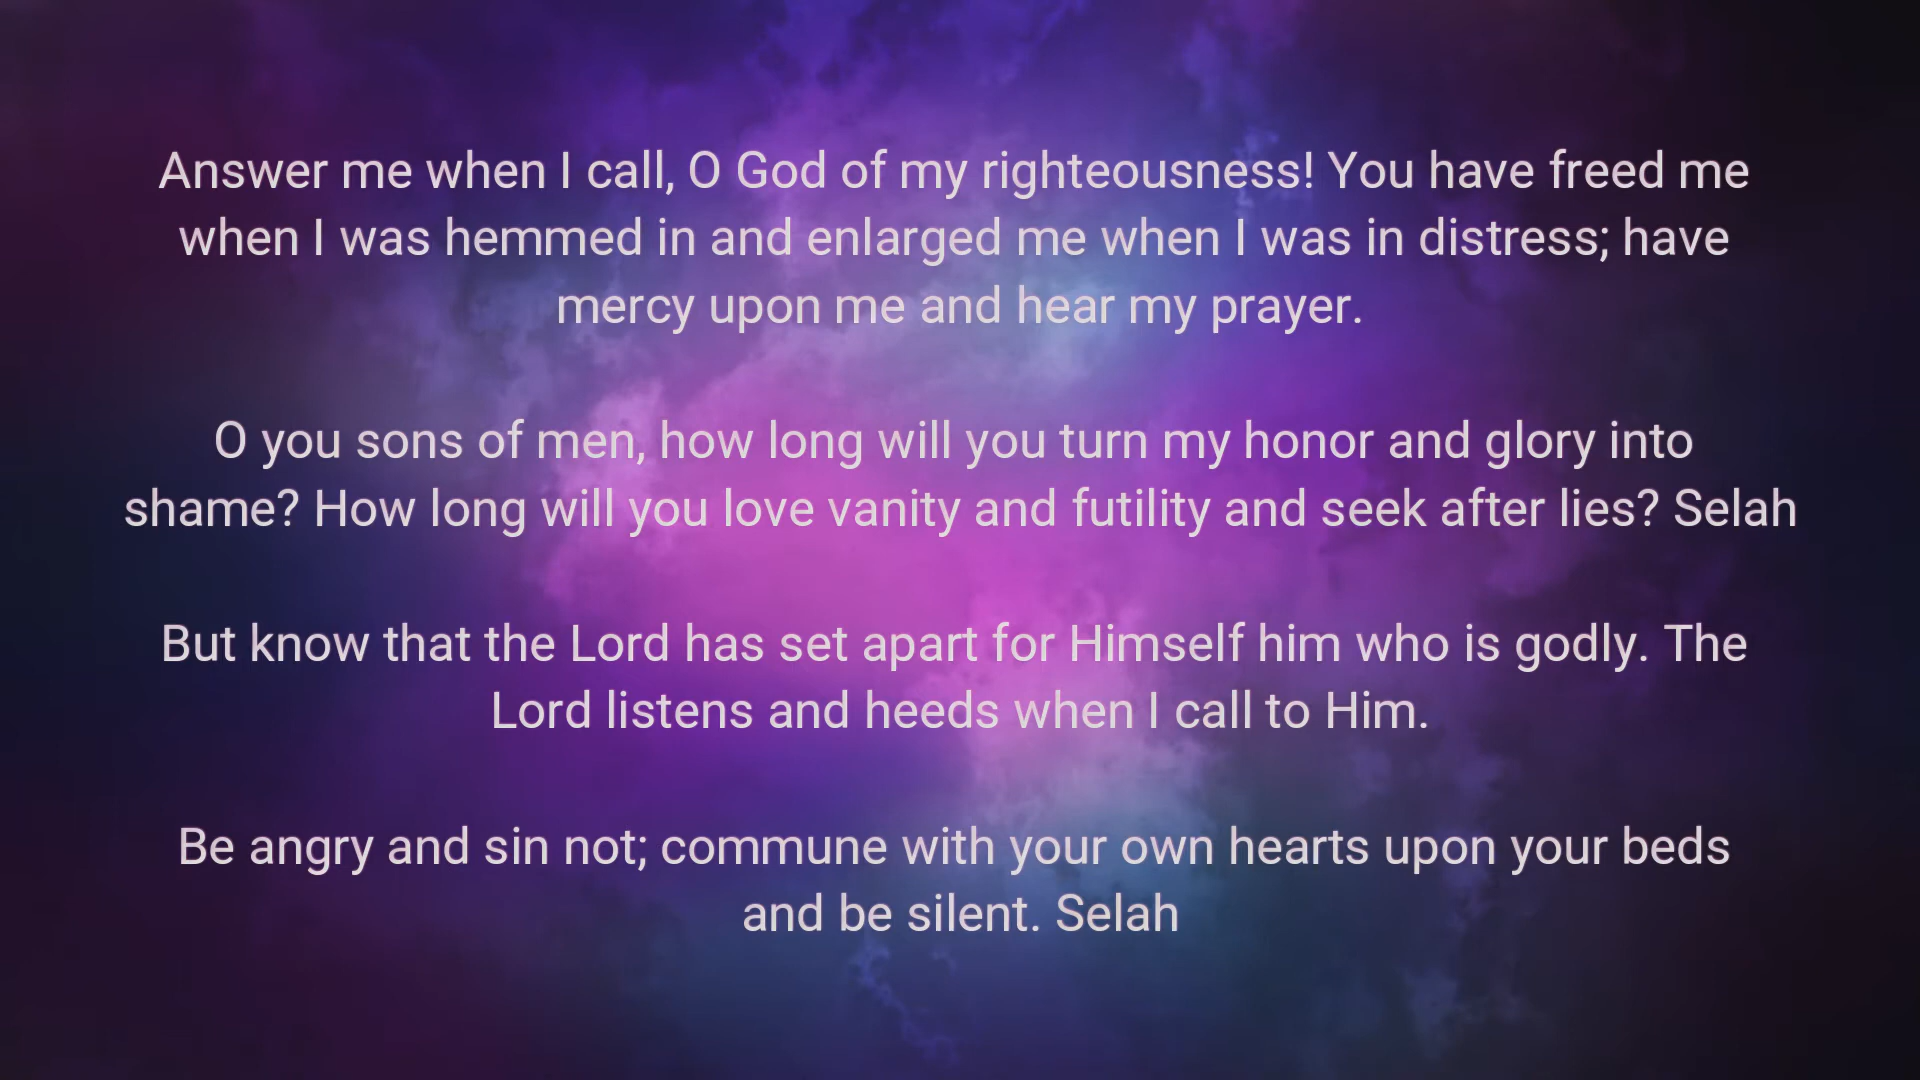 Answer me when I call, O God of my righteousness! You have freed me
when I was hemmed in and enlarged me when I was in distress; have
mercy upon me and hear my prayer.
O you sons of men, how long will you turn my honor and glory into
shame? How long will you love vanity and futility and seek after lies? Selah
But know that the Lord has set apart for Himself him who is godly. The
Lord listens and heeds when I call to Him.
Be angry and sin not; commune with your own hearts upon your beds
and be silent. Selah